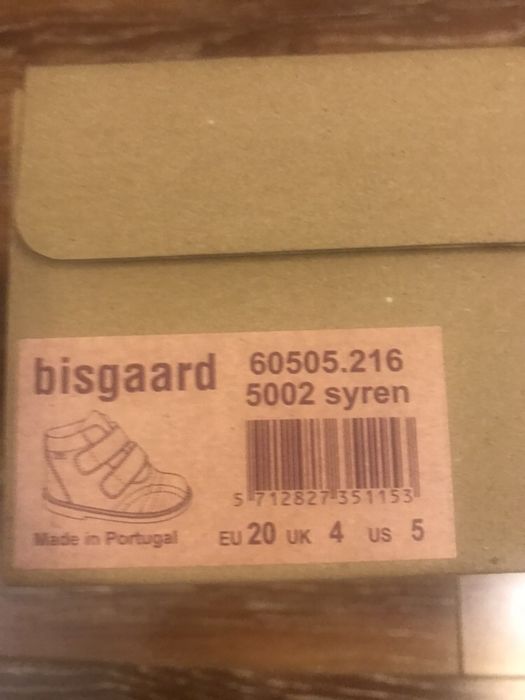 bisgaard
60505.216
5002 syren
5 712827 351153
Made in Portugal
EU 20 UK 4 US 5